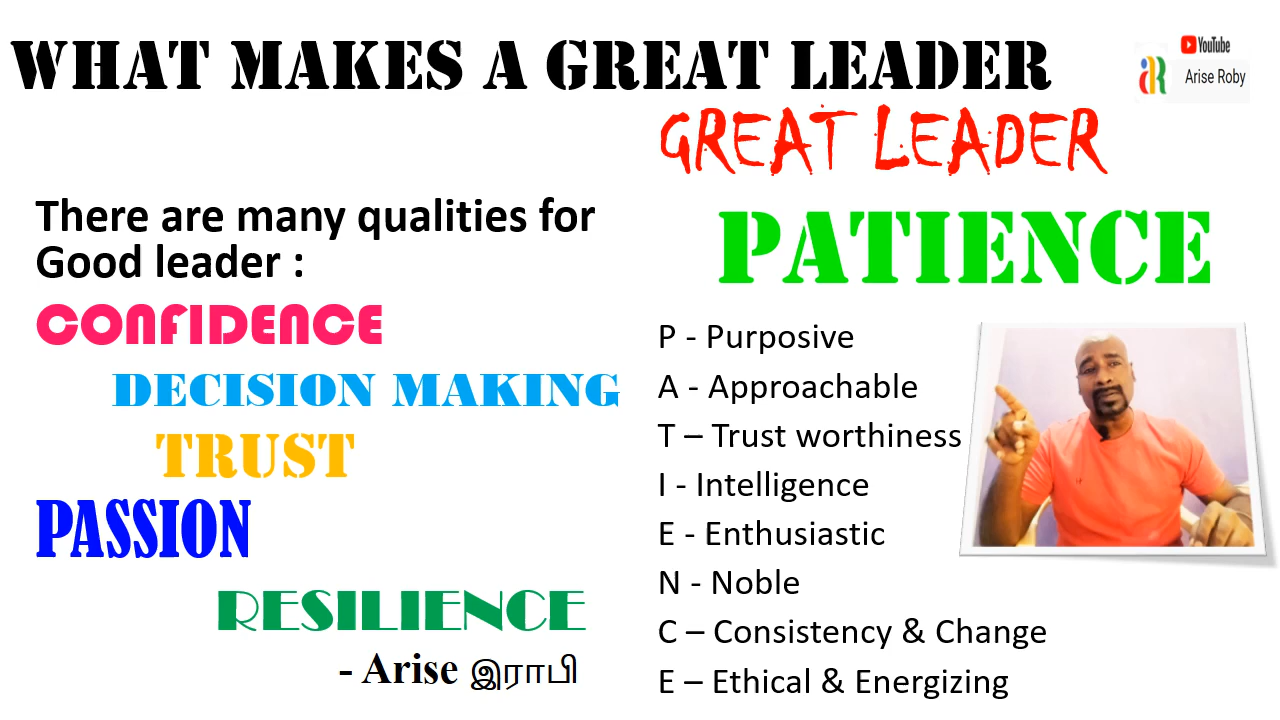 WHAT MAKES A GREAT LEADER
YouTube
aR
Arise Roby
There are many qualities for
Good leader :
CONFIDENCE
DECISION MAKING
TRUST
PASSION
RESILIENCE
- Arise இராபி
GREAT LEADER
PATIENCE
P - Purposive
A - Approachable
T – Trust worthiness
I - Intelligence
E - Enthusiastic
N - Noble
C – Consistency & Change
E – Ethical & Energizing